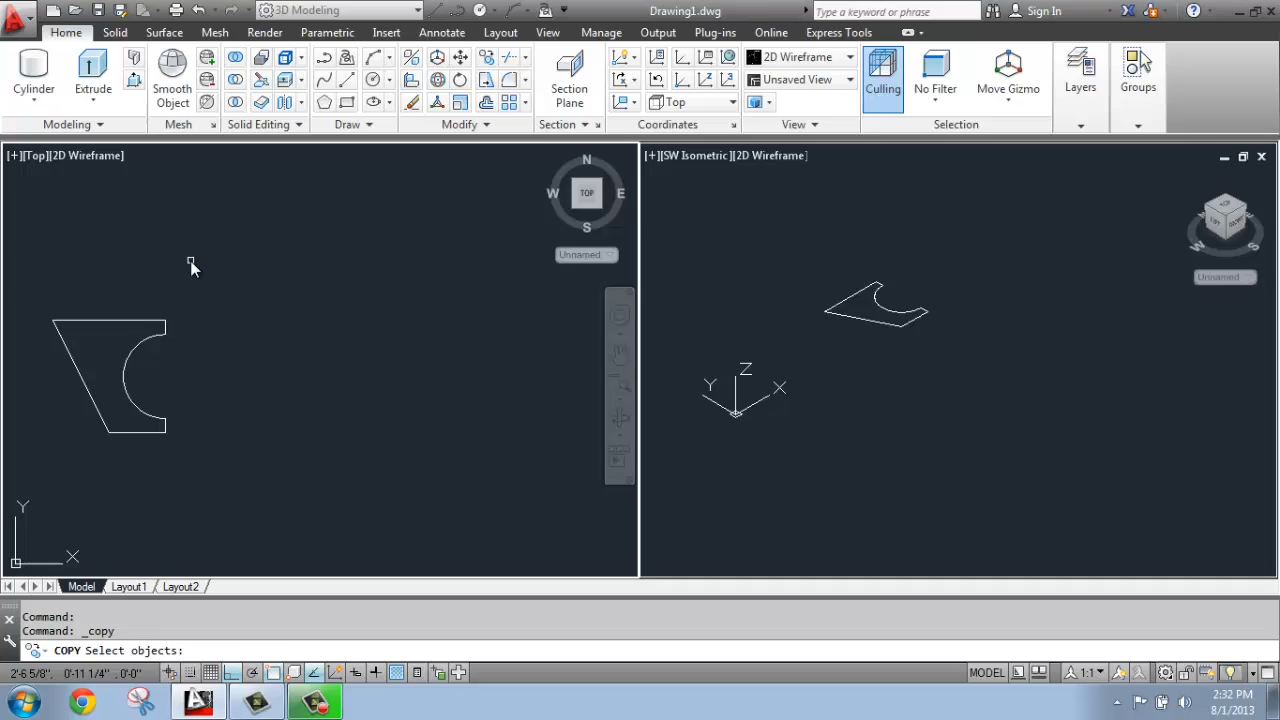 3D Modeling
Drawing1.dwg
Type a keyword or phrase
Sign In
Home Solid Surface Mesh Render Parametric Insert Annotate Layout View Manage Output Plug-ins Online Express Tools
Cylinder
Extrude
Smooth
Object
Section
Plane
2D Wireframe
Unsaved View
Top
Culling
No Filter
Move Gizmo
Layers
Groups
Modeling
Mesh
Solid Editing
Draw
Modify
Section
Coordinates
View
Selection
[+][Top][2D Wireframe]
N
W TOP E
S
Unnamed
Y
X
[+][SW Isometric][2D Wireframe]
TOP
LEFT FRONT
W S
Unnamed
Z
Y X
Model Layout1 Layout2
Command:
Command: _copy
COPY Select objects:
2'-6 5/8", 0'-11 1/4" , 0'-0"
MODEL
1:1
2:32 PM
8/1/2013